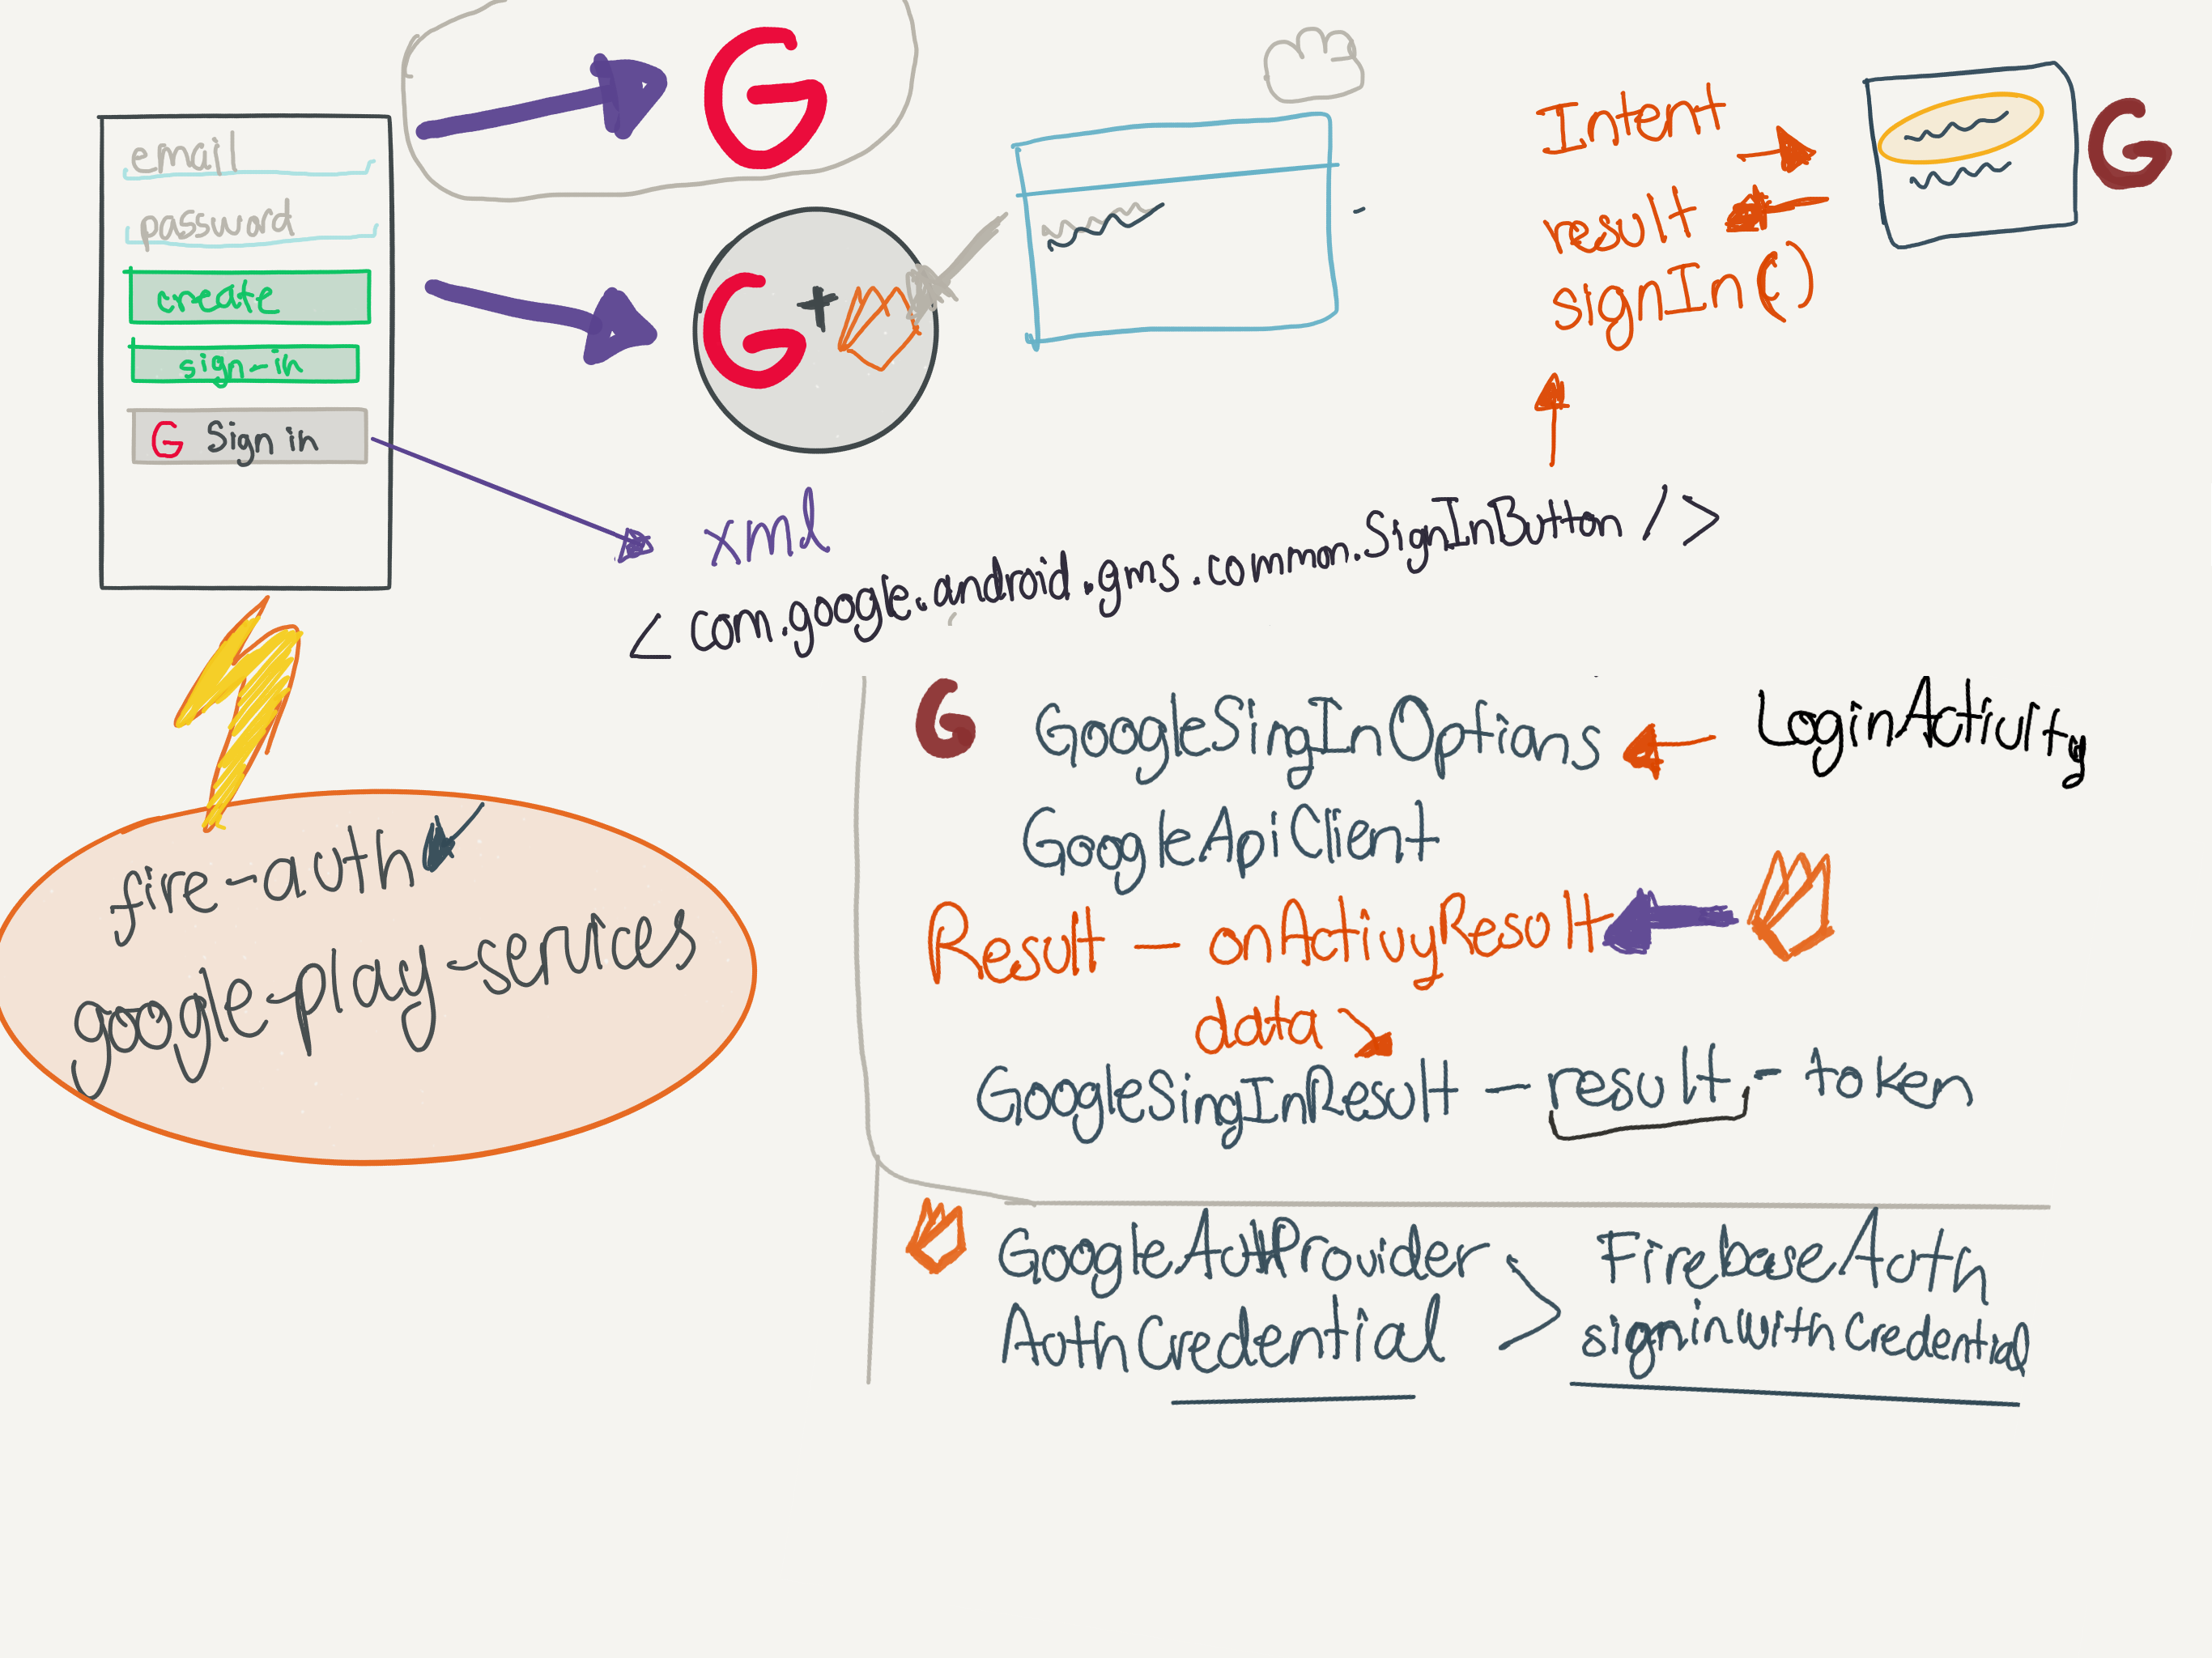 email
password
create
sign-in
G Sign in
G
G +
Intent
result
signIn()
G
xml
< com.google.android.gms.common.SignInButton />
fire-auth
google-play-services
G GoogleSingInOptions LoginActivity
GoogleApiClient
Result - onActivyResult
data
GoogleSingInResult - result - token
GoogleAuthProvider
AuthCredential
FirebaseAuth
signinwithcredential